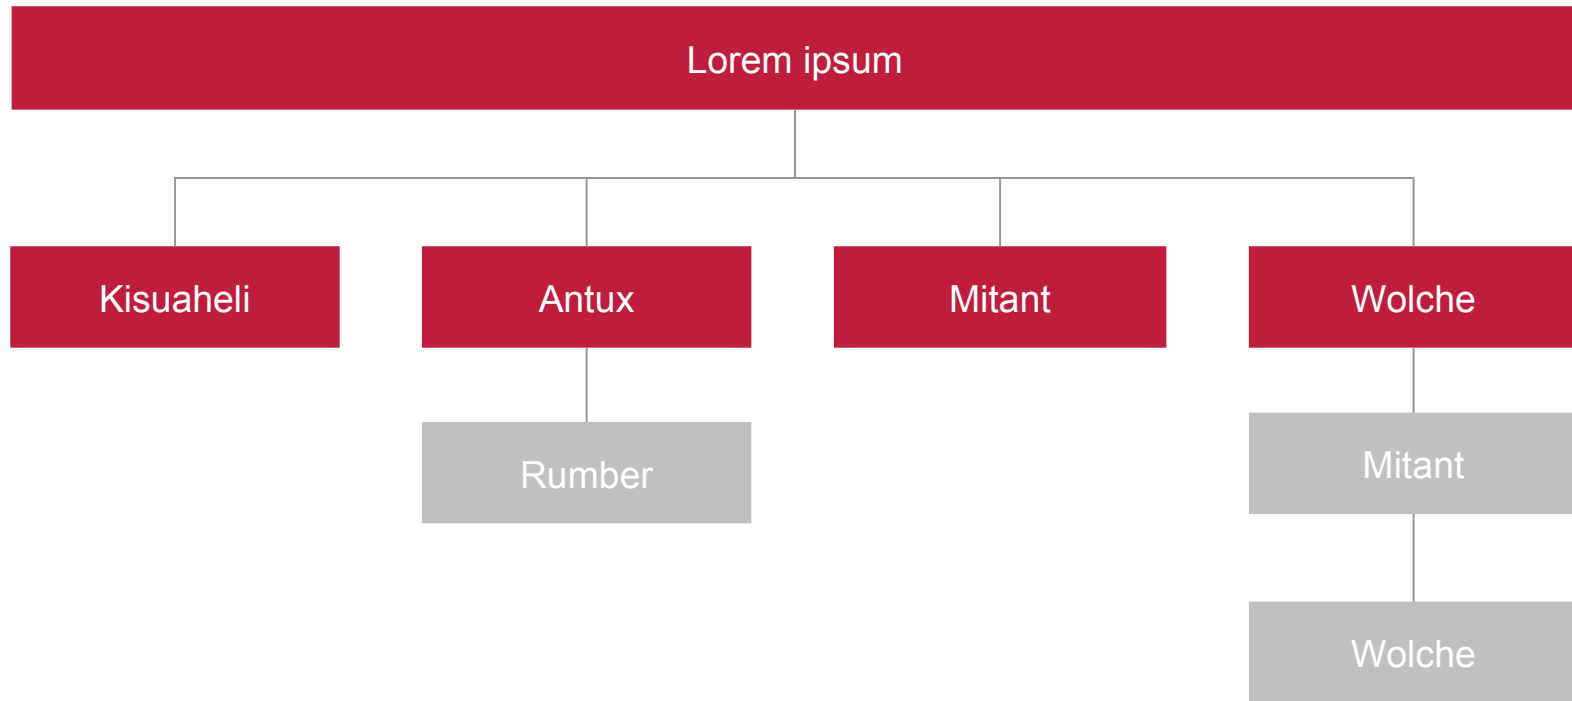 Lorem ipsum
Kisuaheli
Antux
Mitant
Wolche
Rumber
Mitant
Wolche